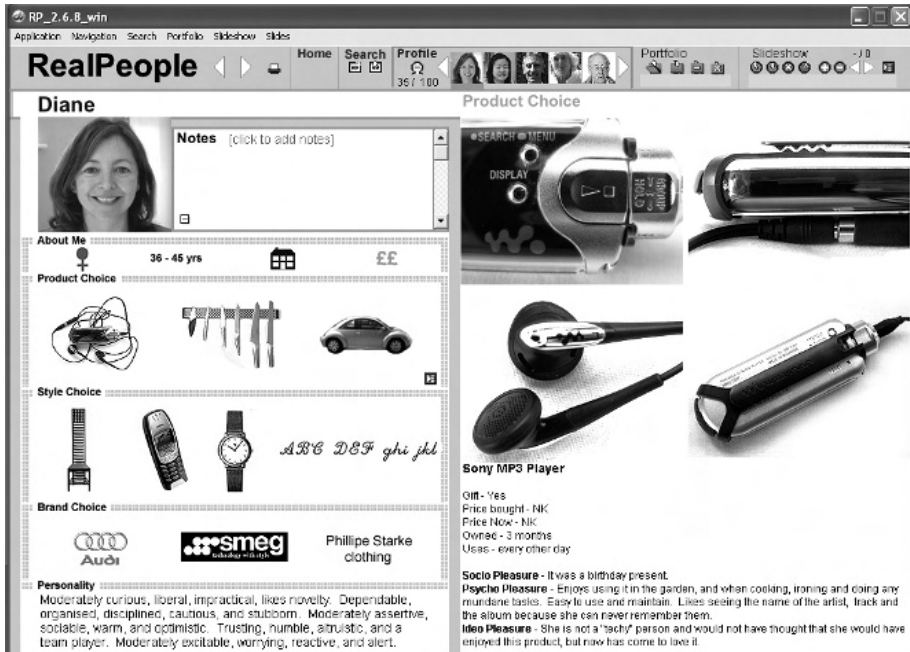 RP_2.6.8_win
Application Navigation Search Portfolio Slideshow Slides
RealPeople
Home
Search
Profile
35 / 100
Portfolio
Slideshow
- / 0
Diane
Notes [click to add notes]
About Me
36 - 45 yrs
££
Product Choice
Style Choice
ABC DEF ghi jkl
Brand Choice
Audi
smeg
technology with style
Phillipe Starke
clothing
Personality
Moderately curious, liberal, impractical, likes novelty. Dependable,
organised, disciplined, cautious, and stubborn. Moderately assertive,
sociable, warm, and optimistic. Trusting, humble, altruistic, and a
team player. Moderately excitable, worrying, reactive, and alert.
Product Choice
SEARCH MENU
DISPLAY
HOLD
Sony MP3 Player
Gift - Yes
Price bought - NK
Price Now - NK
Owned - 3 months
Uses - every other day
Socio Pleasure - It was a birthday present.
Psycho Pleasure - Enjoys using it in the garden, and when cooking, ironing and doing any
mundane tasks. Easy to use and maintain. Likes seeing the name of the artist, track and
the album because she can never remember them.
Ideo Pleasure - She is not a 'techy' person and would not have thought that she would have
enjoyed this product, but now has come to love it.